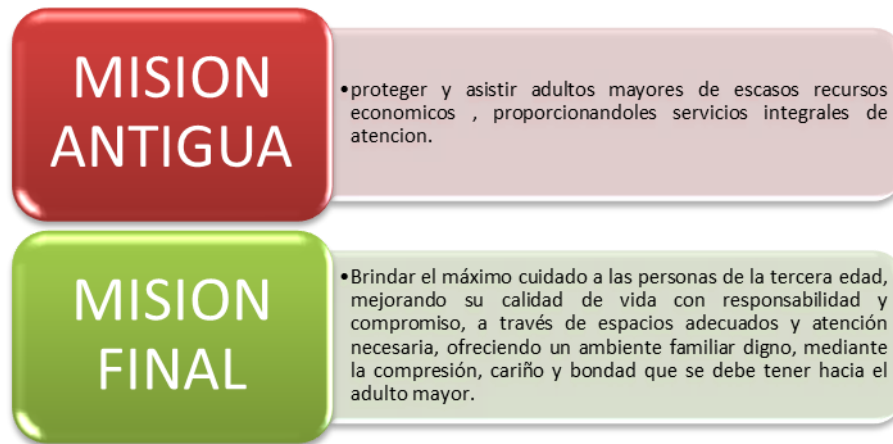 MISION
ANTIGUA
•proteger y asistir adultos mayores de escasos recursos
economicos , proporcionandoles servicios integrales de
atencion.
MISION
FINAL
•Brindar el máximo cuidado a las personas de la tercera edad,
mejorando su calidad de vida con responsabilidad y
compromiso, a través de espacios adecuados y atención
necesaria, ofreciendo un ambiente familiar digno, mediante
la compresión, cariño y bondad que se debe tener hacia el
adulto mayor.